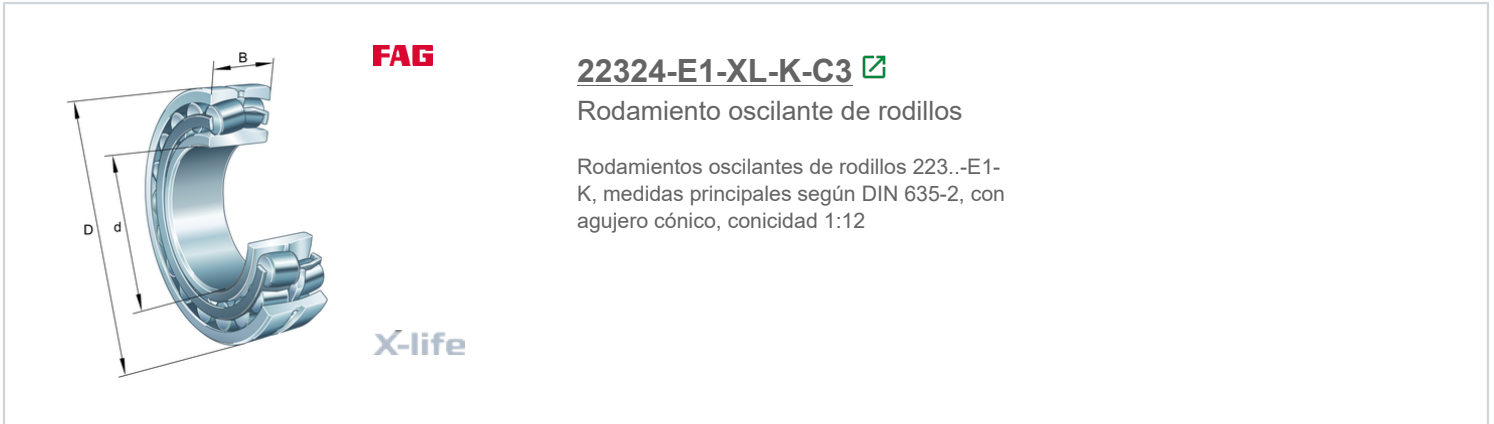 B
D
d
FAG
X-life
22324-E1-XL-K-C3
Rodamiento oscilante de rodillos
Rodamientos oscilantes de rodillos 223..-E1-
K, medidas principales según DIN 635-2, con
agujero cónico, conicidad 1:12